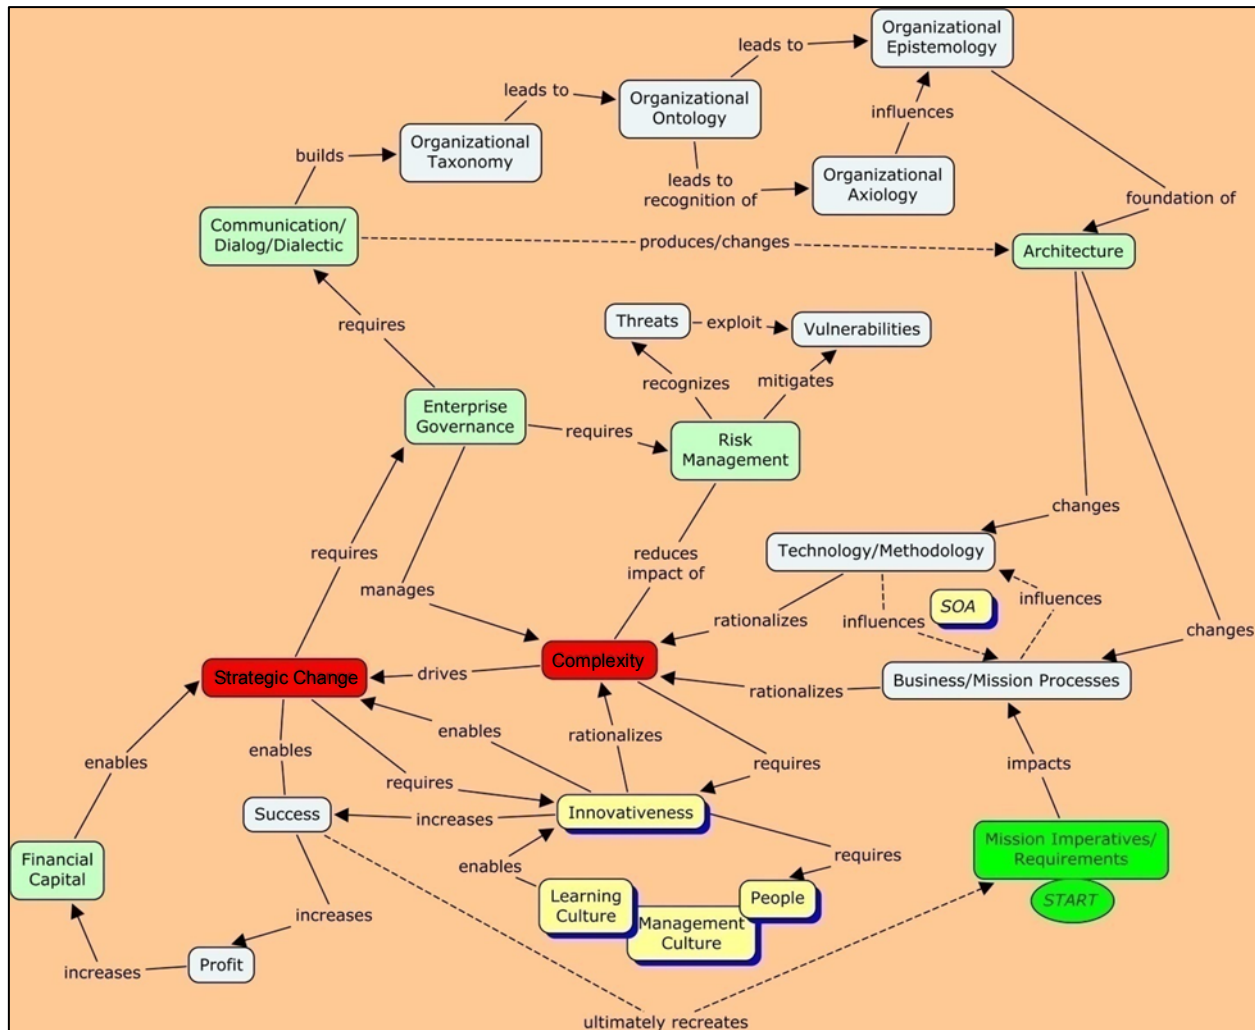 Organizational
Epistemology
leads to
leads to
Organizational
Ontology
influences
Organizational
Taxonomy
builds
leads to
recognition of
Organizational
Axiology
foundation of
Communication/
Dialog/Dialectic
produces/changes
Architecture
requires
Threats
exploit
Vulnerabilities
recognizes
mitigates
Enterprise
Governance
requires
Risk
Management
changes
requires
reduces
impact of
Technology/Methodology
manages
rationalizes
influences
SOA
influences
changes
Strategic Change
drives
Complexity
rationalizes
Business/Mission Processes
enables
enables
enables
rationalizes
requires
requires
impacts
Success
increases
Innovativeness
Mission Imperatives/
Requirements
START
Financial
Capital
enables
requires
Learning
Culture
Management
Culture
People
increases
Profit
increases
ultimately recreates